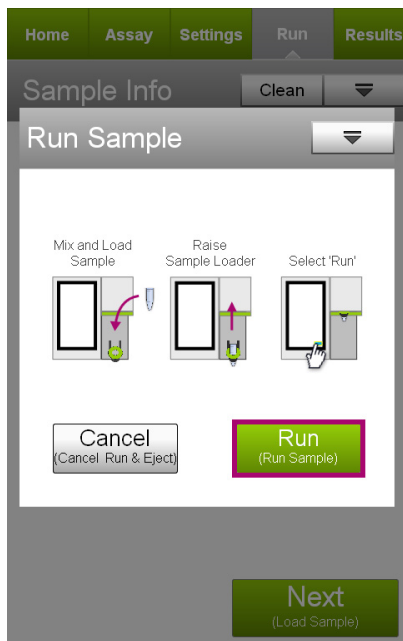 Home Assay Settings Run Results
Sample Info Clean
Run Sample
Mix and Load
Sample
Raise
Sample Loader
Select 'Run'
Cancel
(Cancel Run & Eject)
Run
(Run Sample)
Next
(Load Sample)